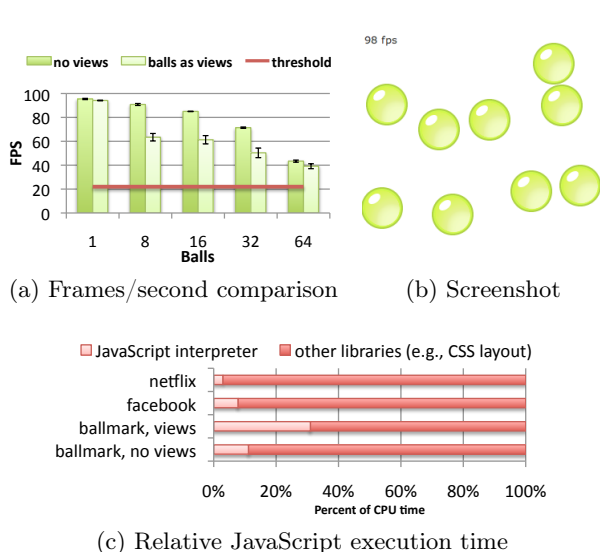 98 fps
no views balls as views threshold
FPS
100
80
60
40
20
0
1 8 16 32 64
Balls
(a) Frames/second comparison
(b) Screenshot
JavaScript interpreter other libraries (e.g., CSS layout)
netflix
facebook
ballmark, views
ballmark, no views
0% 20% 40% 60% 80% 100%
Percent of CPU time
(c) Relative JavaScript execution time